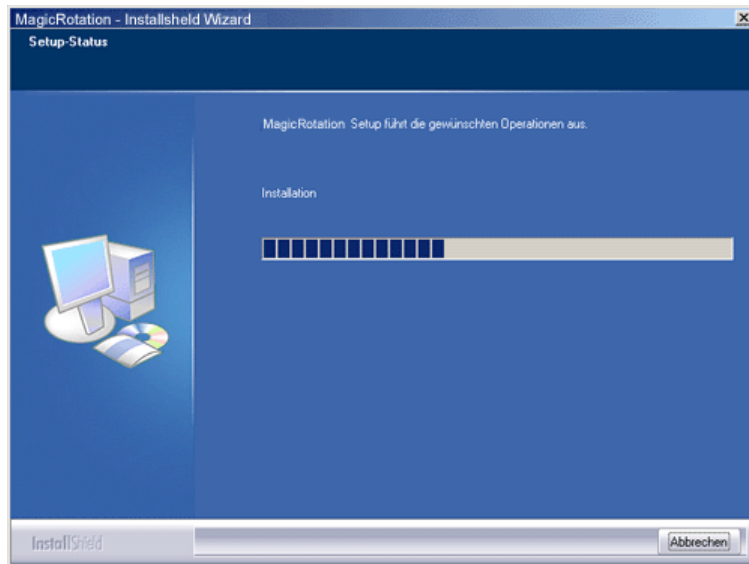 MagicRotation - Installsheld Wizard
Setup-Status
MagicRotation Setup führt die gewünschten Operationen aus.
Installation
InstallShield
Abbrechen